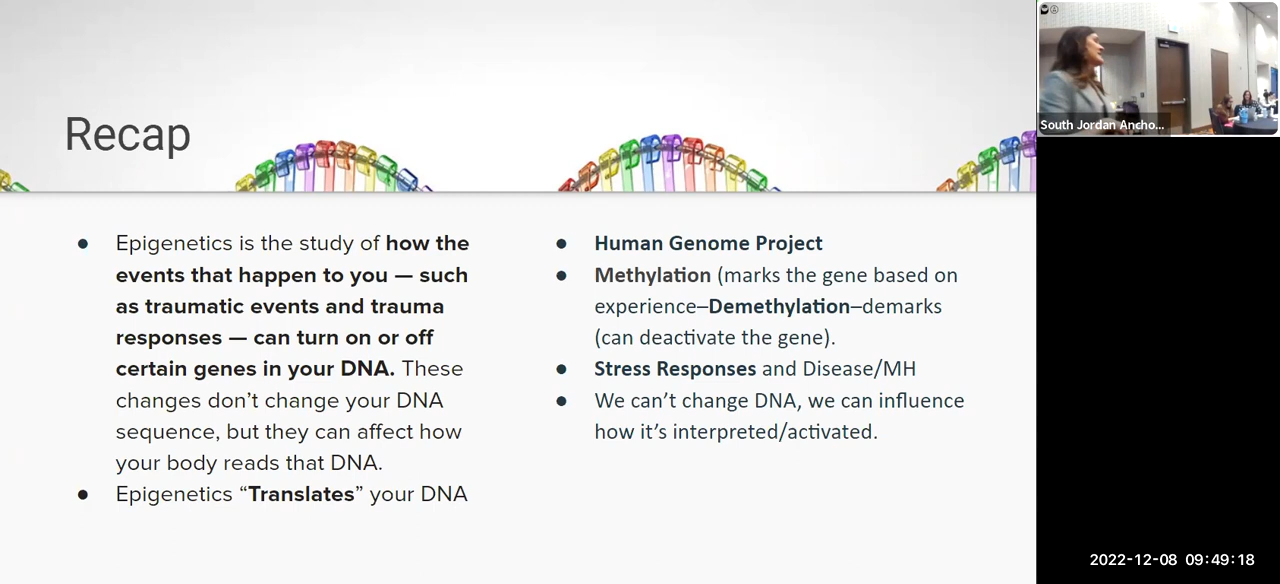 Recap
Epigenetics is the study of how the
events that happen to you — such
as traumatic events and trauma
responses — can turn on or off
certain genes in your DNA. These
changes don’t change your DNA
sequence, but they can affect how
your body reads that DNA.
Epigenetics “Translates” your DNA
Human Genome Project
Methylation (marks the gene based on
experience–Demethylation–demarks
(can deactivate the gene).
Stress Responses and Disease/MH
We can’t change DNA, we can influence
how it’s interpreted/activated.
South Jordan Ancho...
2022-12-08 09:49:18